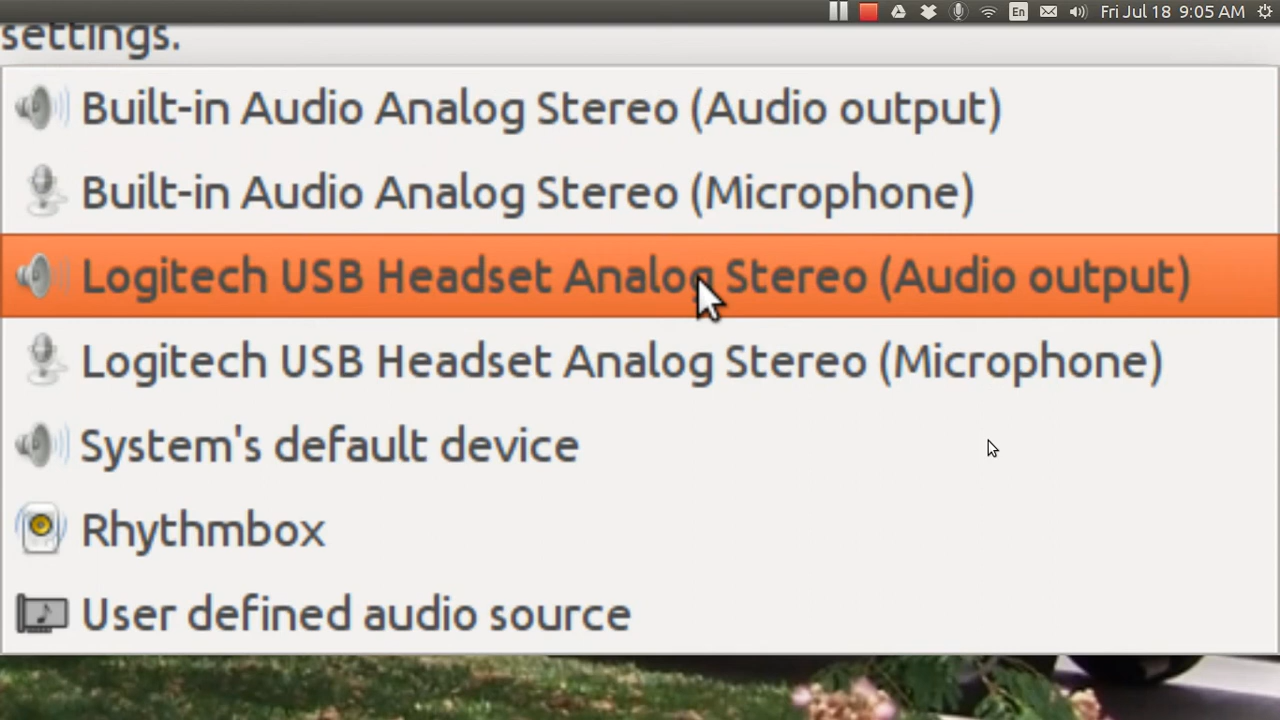 En Fri Jul 18 9:05 AM
settings.
Built-in Audio Analog Stereo (Audio output)
Built-in Audio Analog Stereo (Microphone)
Logitech USB Headset Analog Stereo (Audio output)
Logitech USB Headset Analog Stereo (Microphone)
System's default device
Rhythmbox
User defined audio source